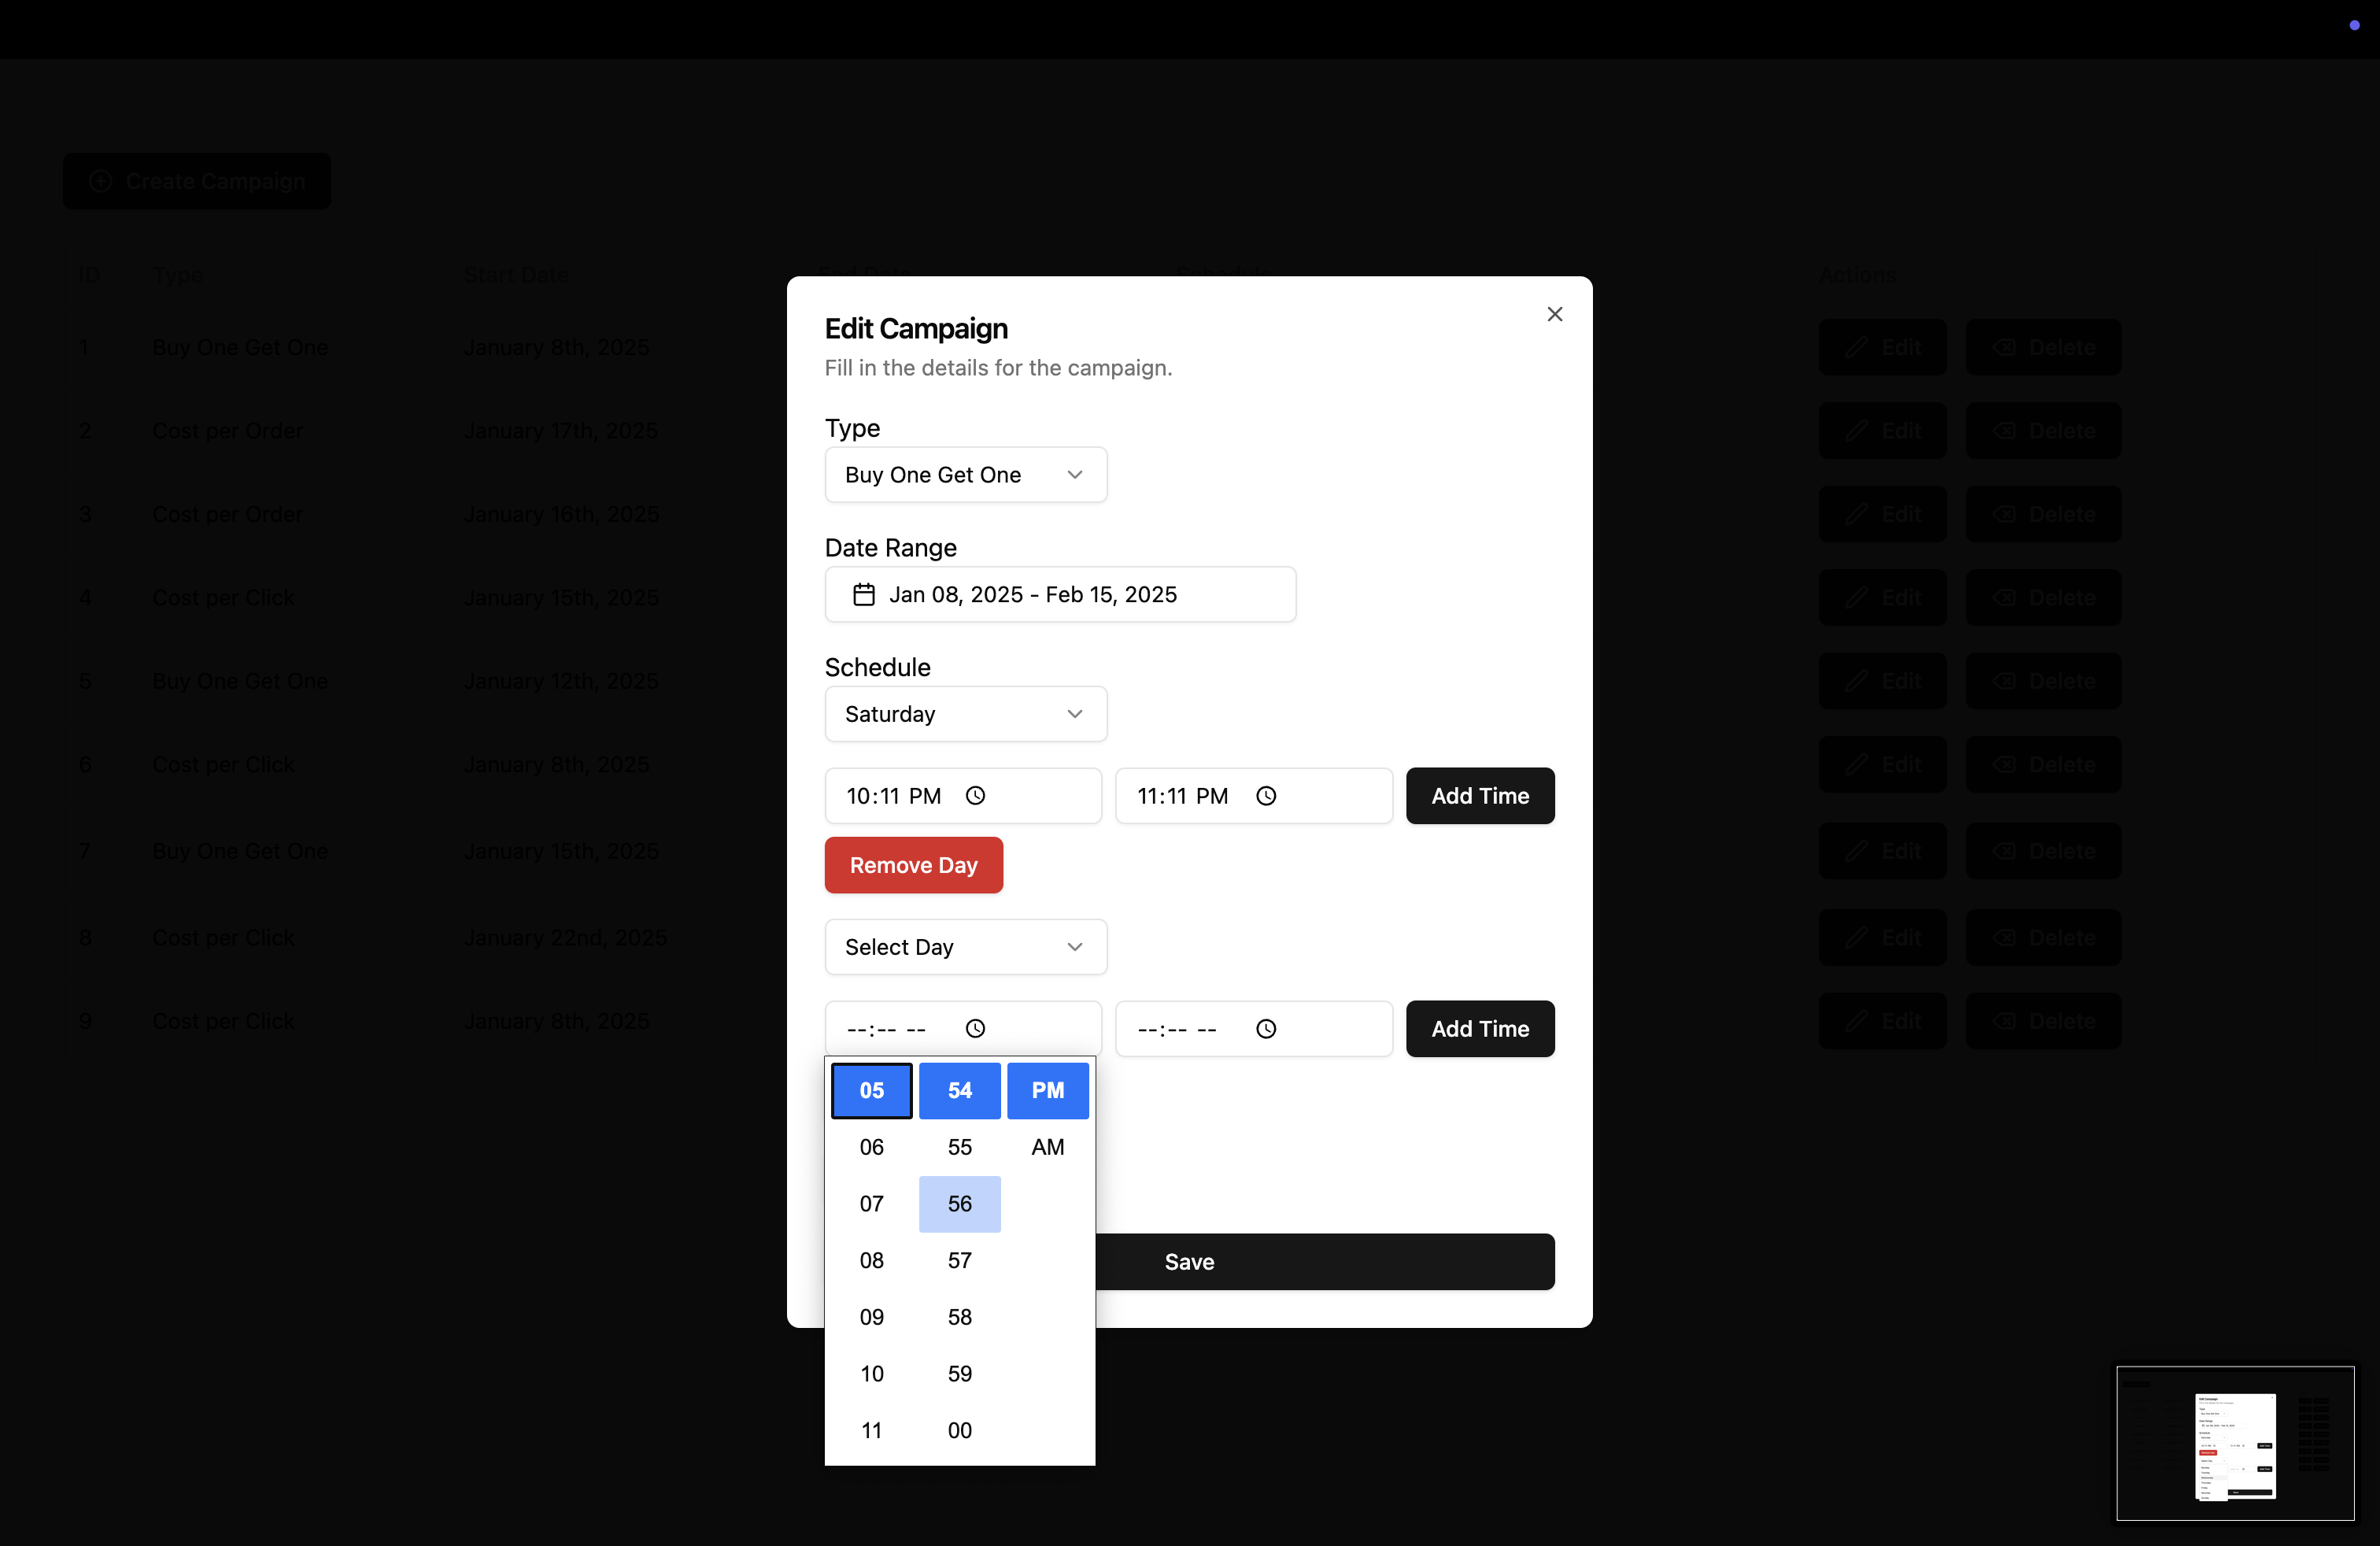 Create Campaign
ID Type Start Date Actions
1 Buy One Get One January 8th, 2025 Edit Delete
2 Cost per Order January 17th, 2025 Edit Delete
3 Cost per Order January 16th, 2025 Edit Delete
4 Cost per Click January 15th, 2025 Edit Delete
5 Buy One Get One January 12th, 2025 Edit Delete
6 Cost per Click January 8th, 2025 Edit Delete
7 Buy One Get One January 15th, 2025 Edit Delete
8 Cost per Click January 22nd, 2025 Edit Delete
9 Cost per Click January 8th, 2025 Edit Delete
Edit Campaign
Fill in the details for the campaign.
Type
Buy One Get One
Date Range
Jan 08, 2025 - Feb 15, 2025
Schedule
Saturday
10:11 PM 11:11 PM Add Time
Remove Day
Select Day
--:-- -- --:-- -- Add Time
05 54 PM
06 55 AM
07 56
08 57
09 58
10 59
11 00
Save